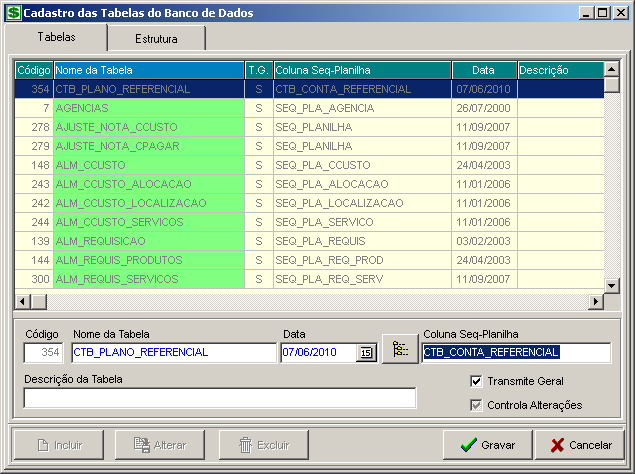 Cadastro das Tabelas do Banco de Dados
Tabelas Estrutura
Código Nome da Tabela T.G. Coluna Seq-Planilha Data Descrição
354 CTB_PLANO_REFERENCIAL S CTB_CONTA_REFERENCIAL 07/06/2010
7 AGENCIAS S SEQ_PLA_AGENCIA 26/07/2000
278 AJUSTE_NOTA_CCUSTO S SEQ_PLANILHA 11/09/2007
279 AJUSTE_NOTA_CPAGAR S SEQ_PLANILHA 11/09/2007
148 ALM_CCUSTO S SEQ_PLA_CCUSTO 24/04/2003
243 ALM_CCUSTO_ALOCACAO S SEQ_PLA_ALOCACAO 11/01/2006
242 ALM_CCUSTO_LOCALIZACAO S SEQ_PLA_LOCALIZACAO 11/01/2006
244 ALM_CCUSTO_SERVICOS S SEQ_PLA_SERVICO 11/01/2006
139 ALM_REQUISICAO S SEQ_PLA_REQUIS 03/02/2003
144 ALM_REQUIS_PRODUTOS S SEQ_PLA_REQ_PROD 24/04/2003
300 ALM_REQUIS_SERVICOS S SEQ_PLA_REQ_SERV 11/09/2007
Código Nome da Tabela Data Coluna Seq-Planilha
354 CTB_PLANO_REFERENCIAL 07/06/2010 15 CTB_CONTA_REFERENCIAL
Descrição da Tabela
Transmite Geral
Controla Alterações
Incluir Alterar Excluir Gravar Cancelar